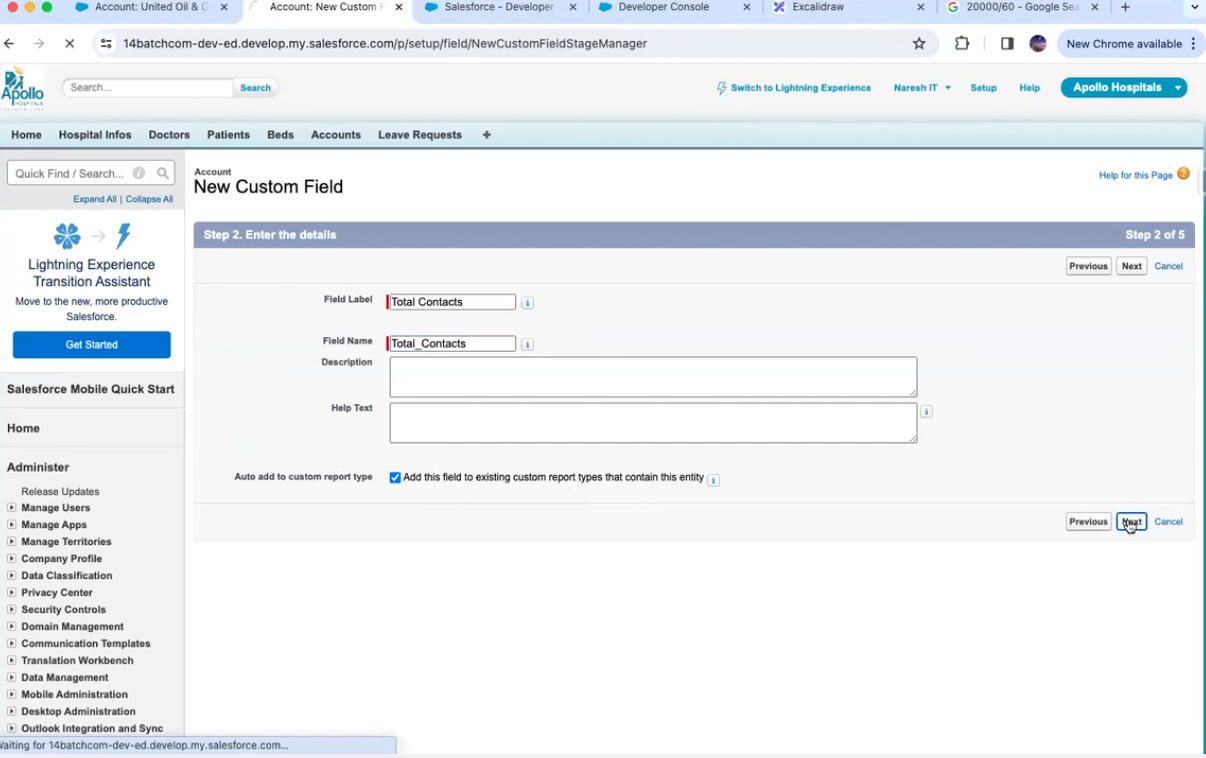 Account: United Oil & G
Account: New Custom F
Salesforce - Developer
Developer Console
Excalidraw
20000/60 - Google Sea
14batchcom-dev-ed.develop.my.salesforce.com/p/setup/field/NewCustomFieldStageManager
New Chrome available
Apollo
HOSPITALS
Search...
Search
Switch to Lightning Experience
Naresh IT
Setup
Help
Apollo Hospitals
Home
Hospital Infos
Doctors
Patients
Beds
Accounts
Leave Requests
Quick Find / Search...
Expand All | Collapse All
Lightning Experience
Transition Assistant
Move to the new, more productive
Salesforce.
Get Started
Salesforce Mobile Quick Start
Home
Administer
Release Updates
Manage Users
Manage Apps
Manage Territories
Company Profile
Data Classification
Privacy Center
Security Controls
Domain Management
Communication Templates
Translation Workbench
Data Management
Mobile Administration
Desktop Administration
Outlook Integration and Sync
Account
New Custom Field
Help for this Page
Step 2. Enter the details
Step 2 of 5
Previous
Next
Cancel
Field Label
Total Contacts
Field Name
Total_Contacts
Description
Help Text
Auto add to custom report type
Add this field to existing custom report types that contain this entity
Previous
Next
Cancel
Waiting for 14batchcom-dev-ed.develop.my.salesforce.com...